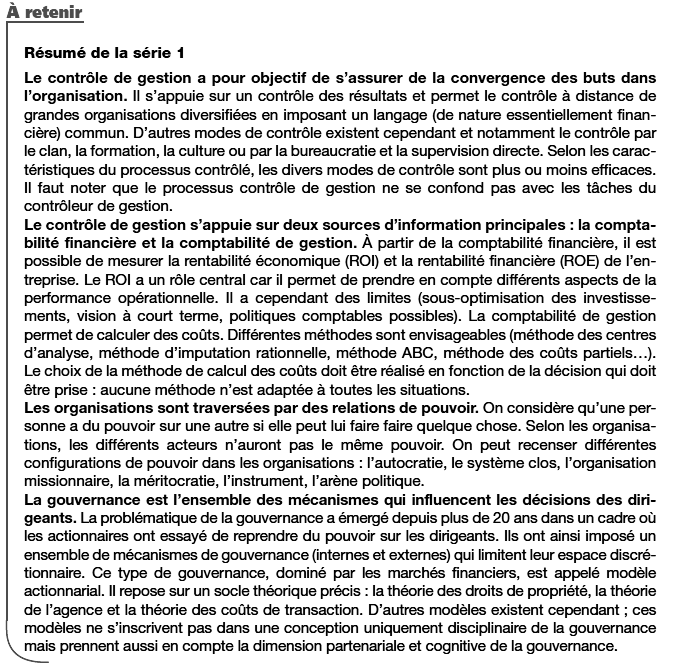 À retenir
Résumé de la série 1
Le contrôle de gestion a pour objectif de s'assurer de la convergence des buts dans
l'organisation. Il s'appuie sur un contrôle des résultats et permet le contrôle à distance de
grandes organisations diversifiées en imposant un langage (de nature essentiellement finan-
cière) commun. D'autres modes de contrôle existent cependant et notamment le contrôle par
le clan, la formation, la culture ou par la bureaucratie et la supervision directe. Selon les carac-
téristiques du processus contrôlé, les divers modes de contrôle sont plus ou moins efficaces.
Il faut noter que le processus contrôle de gestion ne se confond pas avec les tâches du
contrôleur de gestion.
Le contrôle de gestion s'appuie sur deux sources d'information principales : la compta-
bilité financière et la comptabilité de gestion. À partir de la comptabilité financière, il est
possible de mesurer la rentabilité économique (ROI) et la rentabilité financière (ROE) de l'en-
treprise. Le ROI a un rôle central car il permet de prendre en compte différents aspects de la
performance opérationnelle. Il a cependant des limites (sous-optimisation des investisse-
ments, vision à court terme, politiques comptables possibles). La comptabilité de gestion
permet de calculer des coûts. Différentes méthodes sont envisageables (méthode des centres
d'analyse, méthode d'imputation rationnelle, méthode ABC, méthode des coûts partiels…).
Le choix de la méthode de calcul des coûts doit être réalisé en fonction de la décision qui doit
être prise : aucune méthode n'est adaptée à toutes les situations.
Les organisations sont traversées par des relations de pouvoir. On considère qu'une per-
sonne a du pouvoir sur une autre si elle peut lui faire faire quelque chose. Selon les organisa-
tions, les différents acteurs n'auront pas le même pouvoir. On peut recenser différentes
configurations de pouvoir dans les organisations : l'autocratie, le système clos, l'organisation
missionnaire, la méritocratie, l'instrument, l'arène politique.
La gouvernance est l'ensemble des mécanismes qui influencent les décisions des diri-
geants. La problématique de la gouvernance a émergé depuis plus de 20 ans dans un cadre où
les actionnaires ont essayé de reprendre du pouvoir sur les dirigeants. Ils ont ainsi imposé un
ensemble de mécanismes de gouvernance (internes et externes) qui limitent leur espace discré-
tionnaire. Ce type de gouvernance, dominé par les marchés financiers, est appelé modèle
actionnarial. Il repose sur un socle théorique précis : la théorie des droits de propriété, la théorie
de l'agence et la théorie des coûts de transaction. D'autres modèles existent cependant ; ces
modèles ne s'inscrivent pas dans une conception uniquement disciplinaire de la gouvernance
mais prennent aussi en compte la dimension partenariale et cognitive de la gouvernance.